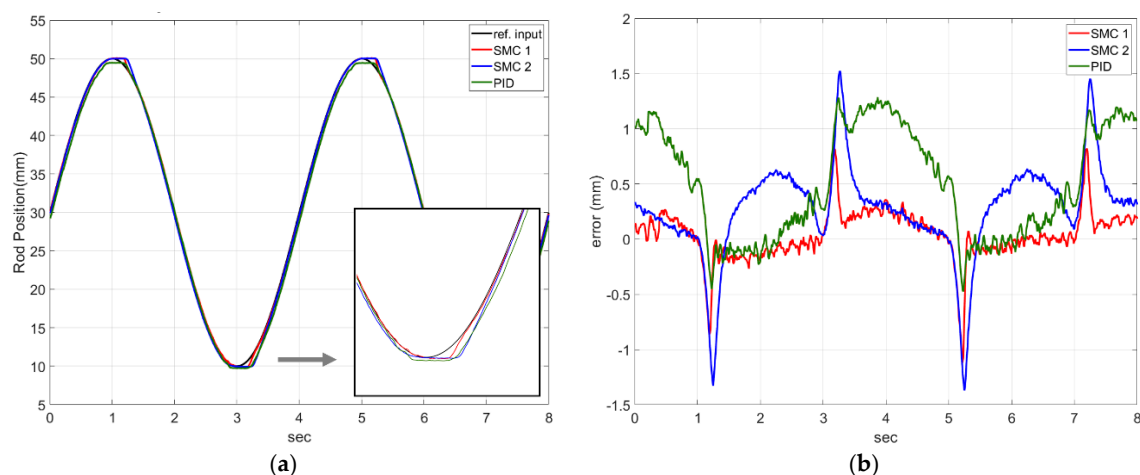 55
50
45
40
35
30
25
20
15
10
5
Rod Position(mm)
0 1 2 3 4 5 6 7 8
sec
ref. input
SMC 1
SMC 2
PID
(a)
2
1.5
1
0.5
0
-0.5
-1
-1.5
error (mm)
0 1 2 3 4 5 6 7 8
sec
SMC 1
SMC 2
PID
(b)